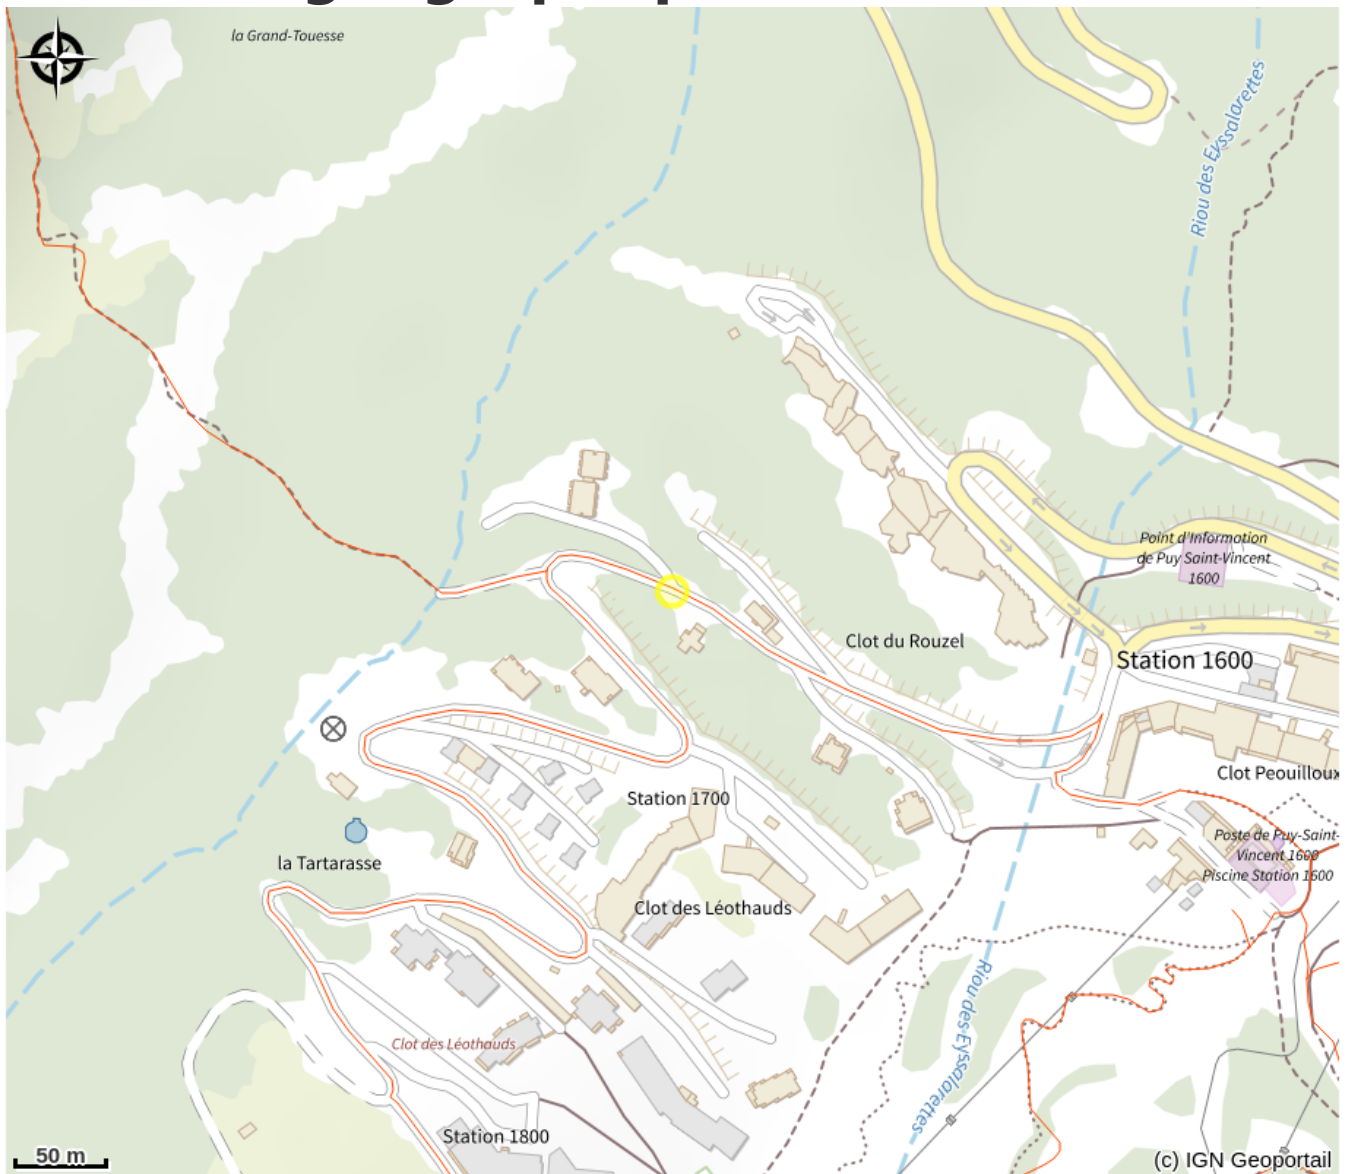 la Grand-Touesse
Riou des Eyssalarettes
Point d'Information
de Puy Saint-Vincent
1600
Clot du Rouzel
Station 1600
Clot Peouilloux
Station 1700
Poste de Puy-Saint-
Vincent 1600
Piscine Station 1600
la Tartarasse
Clot des Léothauds
Riou des Eyssalarettes
Clot des Léothauds
Station 1800
50 m
(c) IGN Geoportail